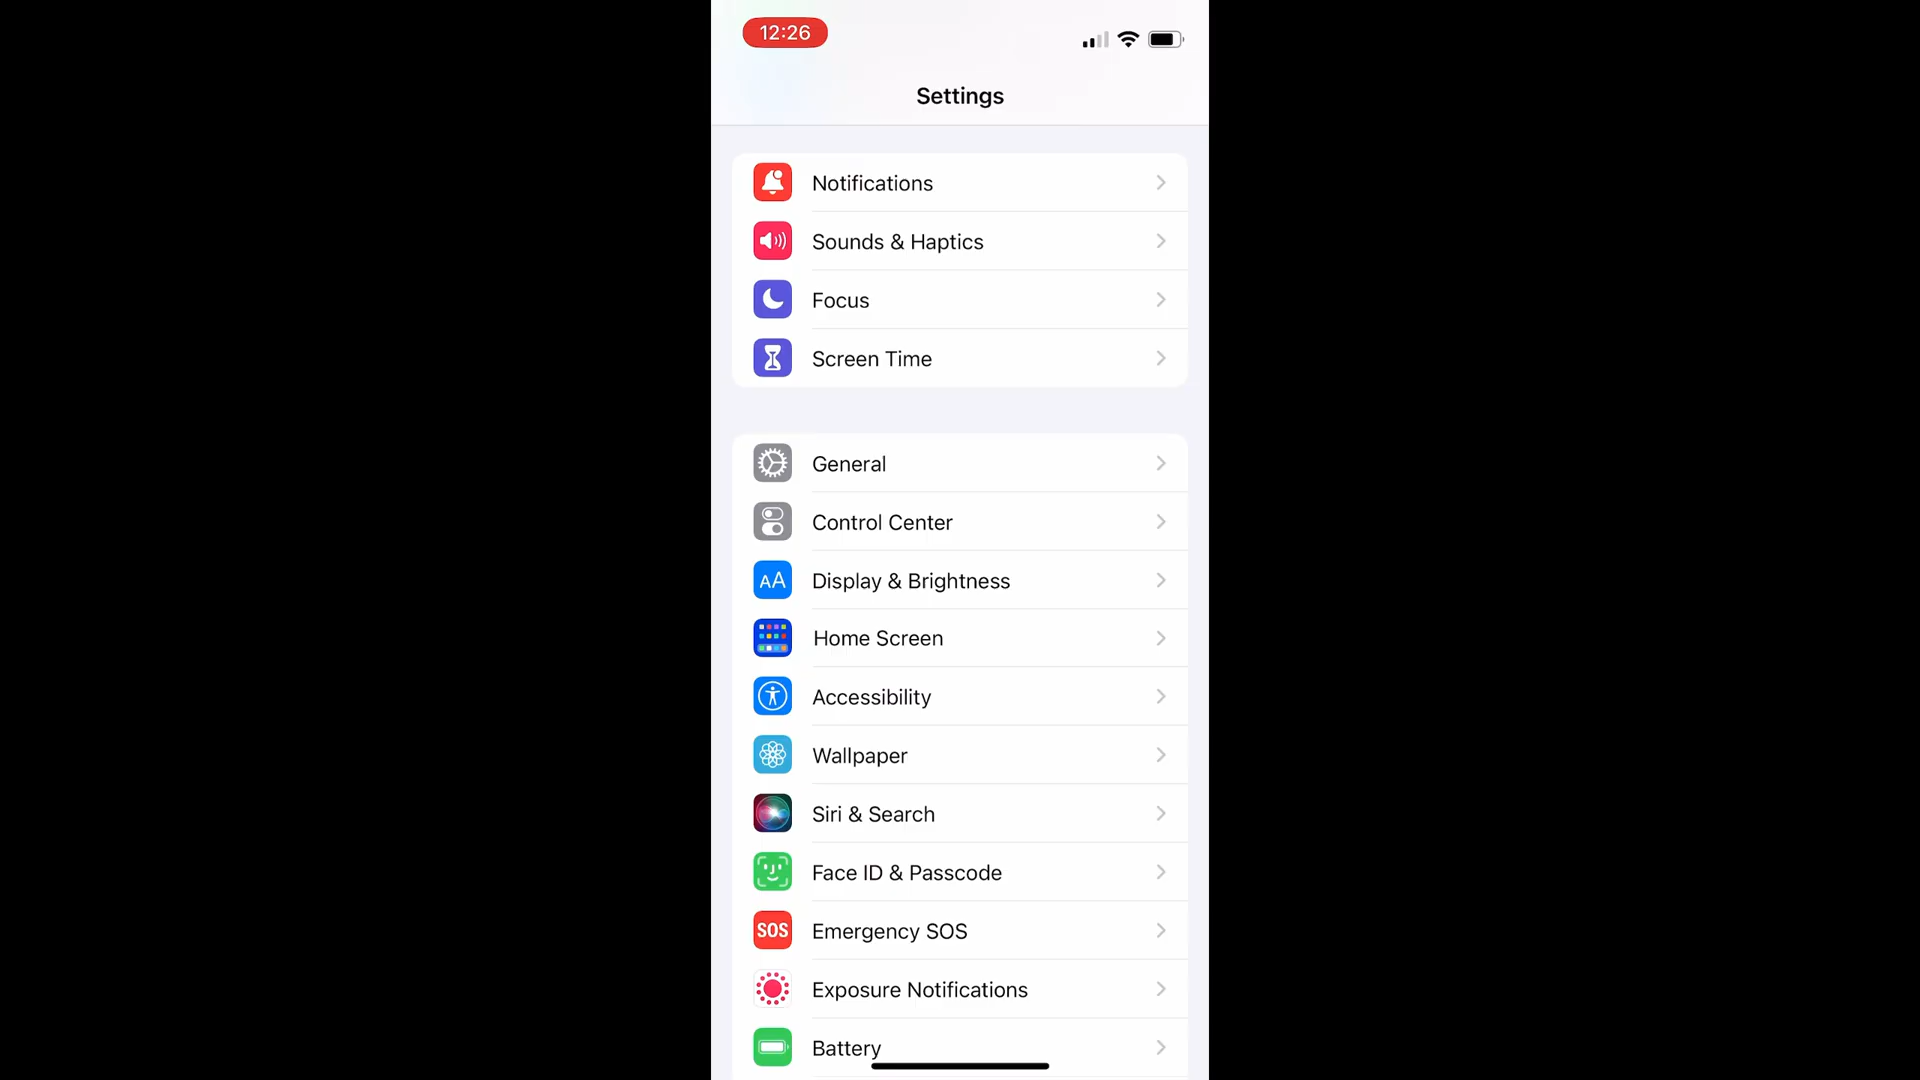 12:26
Settings
Notifications
Sounds & Haptics
Focus
Screen Time
General
Control Center
AA Display & Brightness
Home Screen
Accessibility
Wallpaper
Siri & Search
Face ID & Passcode
SOS Emergency SOS
Exposure Notifications
Battery